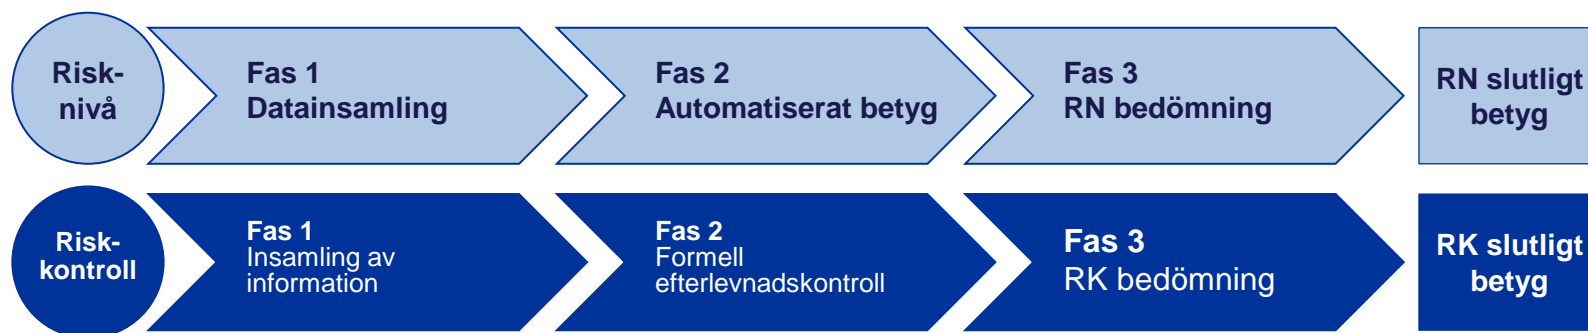 Risk-
nivå
Fas 1
Datainsamling
Fas 2
Automatiserat betyg
Fas 3
RN bedömning
RN slutligt
betyg
Risk-
kontroll
Fas 1
Insamling av
information
Fas 2
Formell
efterlevnadskontroll
Fas 3
RK bedömning
RK slutligt
betyg